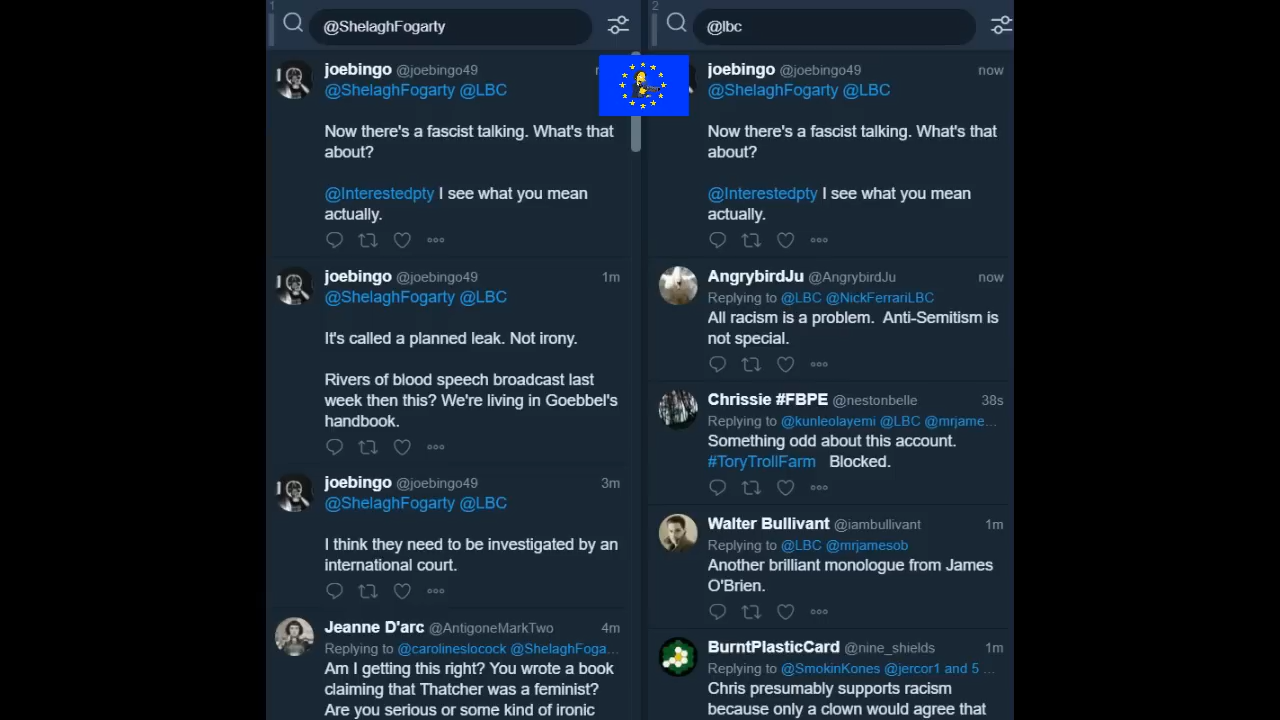 1
@ShelaghFogarty
joebingo @joebingo49
@ShelaghFogarty @LBC
Now there's a fascist talking. What's that
about?
@Interestedpty I see what you mean
actually.
joebingo @joebingo49 1m
@ShelaghFogarty @LBC
It's called a planned leak. Not irony.
Rivers of blood speech broadcast last
week then this? We're living in Goebbel's
handbook.
joebingo @joebingo49 3m
@ShelaghFogarty @LBC
I think they need to be investigated by an
international court.
Jeanne D'arc @AntigoneMarkTwo 4m
Replying to @carolineslocock @ShelaghFoga...
Am I getting this right? You wrote a book
claiming that Thatcher was a feminist?
Are you serious or some kind of ironic
2
@lbc
joebingo @joebingo49 now
@ShelaghFogarty @LBC
Now there's a fascist talking. What's that
about?
@Interestedpty I see what you mean
actually.
AngrybirdJu @AngrybirdJu now
Replying to @LBC @NickFerrariLBC
All racism is a problem. Anti-Semitism is
not special.
Chrissie #FBPE @nestonbelle 38s
Replying to @kunleolayemi @LBC @mrjame...
Something odd about this account.
#ToryTrollFarm Blocked.
Walter Bullivant @iambullivant 1m
Replying to @LBC @mrjamesob
Another brilliant monologue from James
O'Brien.
BurntPlasticCard @nine_shields 1m
Replying to @SmokinKones @jercor1 and 5 ...
Chris presumably supports racism
because only a clown would agree that